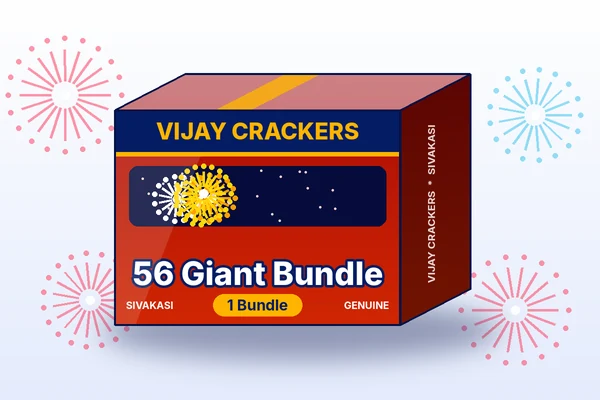 VIJAY CRACKERS
56 Giant Bundle
SIVAKASI
1 Bundle
GENUINE
VIJAY CRACKERS * SIVAKASI